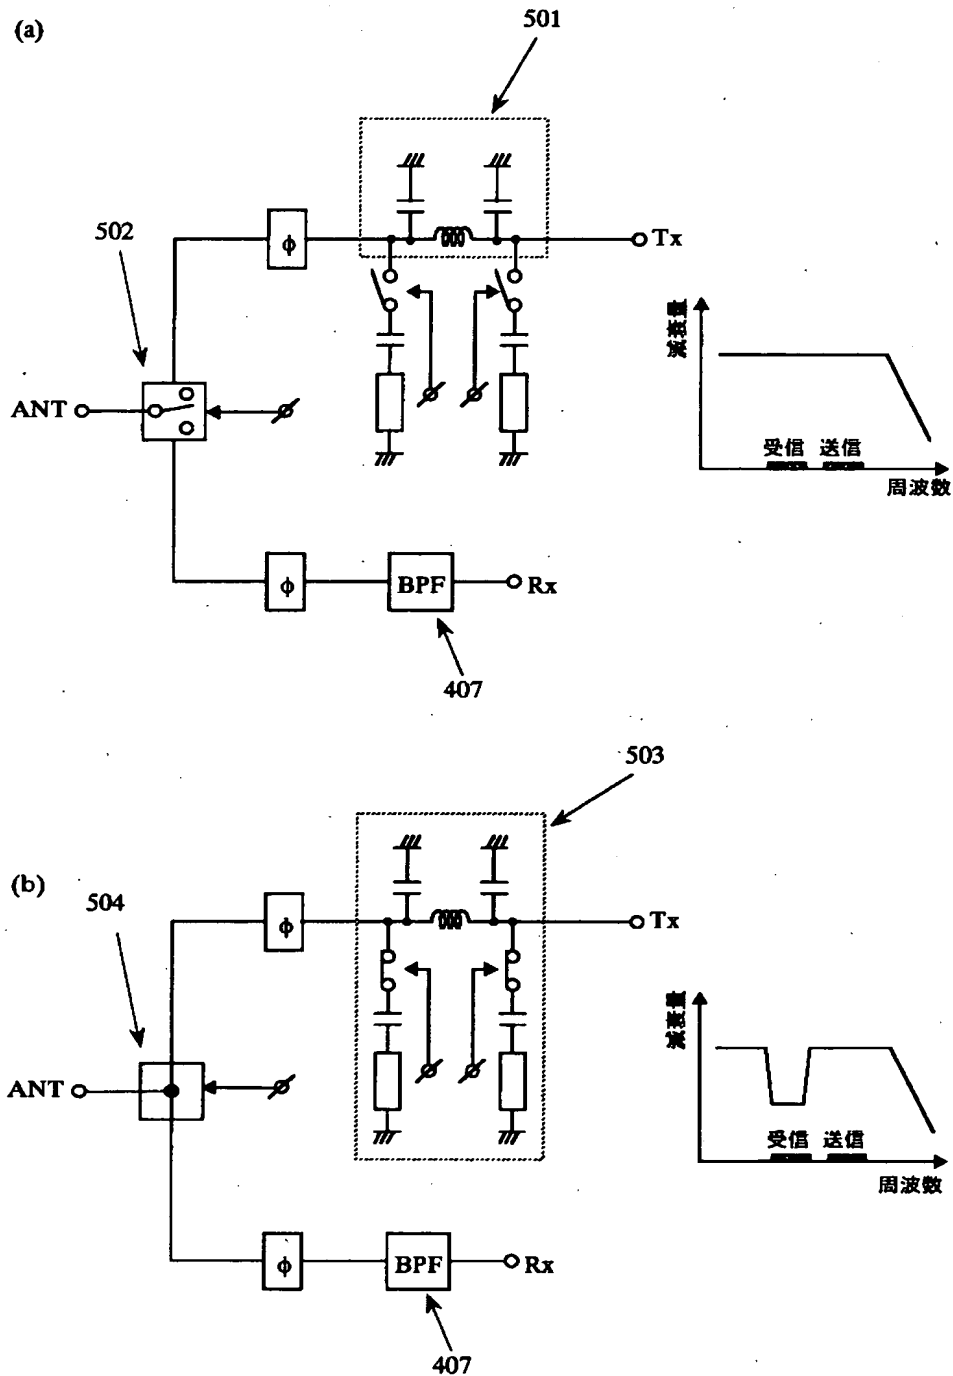 (a)
501
502
ϕ
Tx
ANT
減衰量
受信 送信
周波数
ϕ
BPF
Rx
407
503
(b)
504
ϕ
Tx
ANT
減衰量
受信 送信
周波数
ϕ
BPF
Rx
407